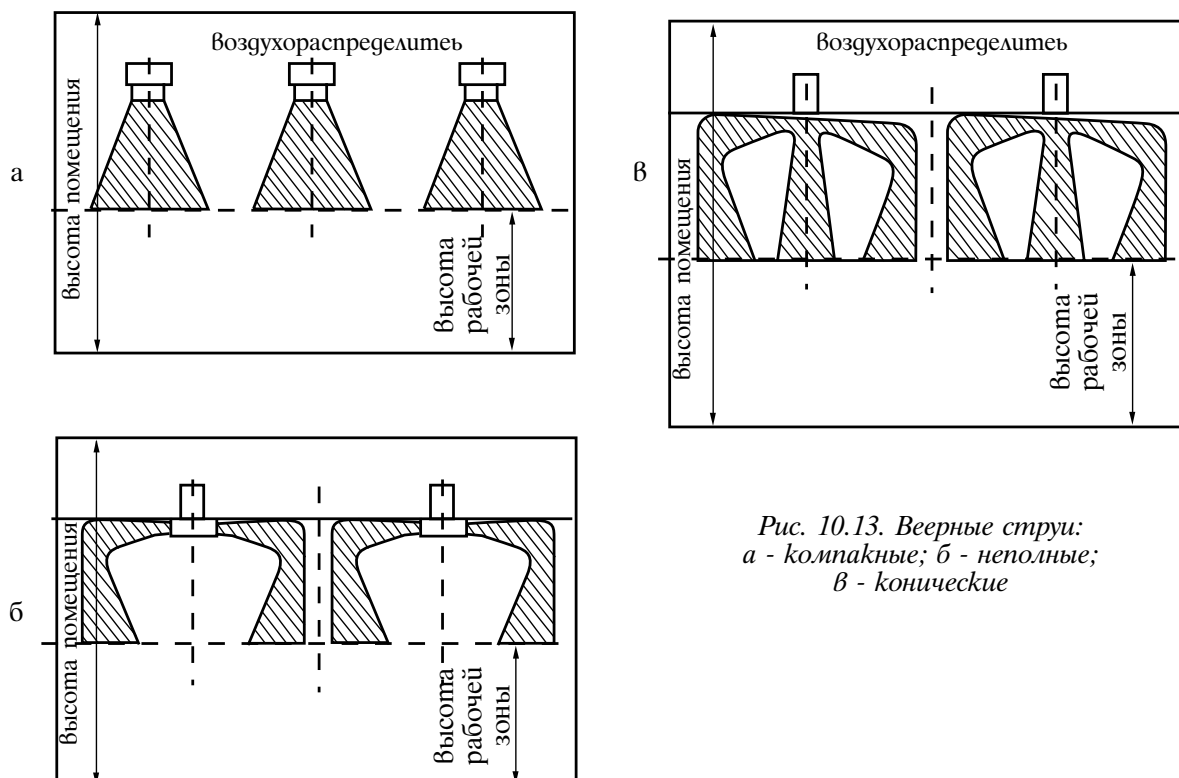 а
воздухораспределитеь
высота помещения
высота
рабочей
зоны
в
воздухораспределитеь
высота помещения
высота
рабочей
зоны
б
высота помещения
высота
рабочей
зоны
Рис. 10.13. Веерные струи:
а - компакные; б - неполные;
в - конические